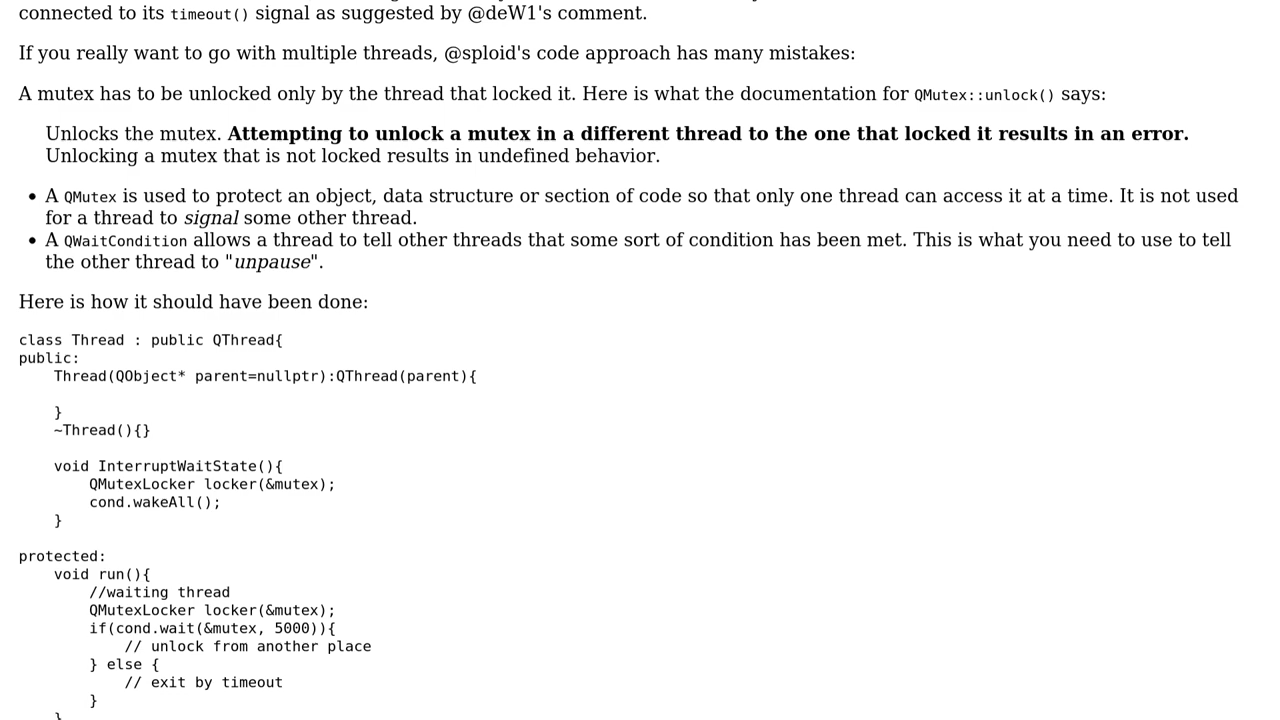 connected to its timeout() signal as suggested by @deW1's comment.
If you really want to go with multiple threads, @sploid's code approach has many mistakes:
A mutex has to be unlocked only by the thread that locked it. Here is what the documentation for QMutex::unlock() says:
Unlocks the mutex. Attempting to unlock a mutex in a different thread to the one that locked it results in an error.
Unlocking a mutex that is not locked results in undefined behavior.
• A QMutex is used to protect an object, data structure or section of code so that only one thread can access it at a time. It is not used
for a thread to signal some other thread.
• A QWaitCondition allows a thread to tell other threads that some sort of condition has been met. This is what you need to use to tell
the other thread to "unpause".
Here is how it should have been done:
class Thread : public QThread{
public:
    Thread(QObject* parent=nullptr):QThread(parent){
    }
    ~Thread(){}
    void InterruptWaitState(){
        QMutexLocker locker(&mutex);
        cond.wakeAll();
    }
protected:
    void run(){
        //waiting thread
        QMutexLocker locker(&mutex);
        if(cond.wait(&mutex, 5000)){
            // unlock from another place
        } else {
            // exit by timeout
        }
    }